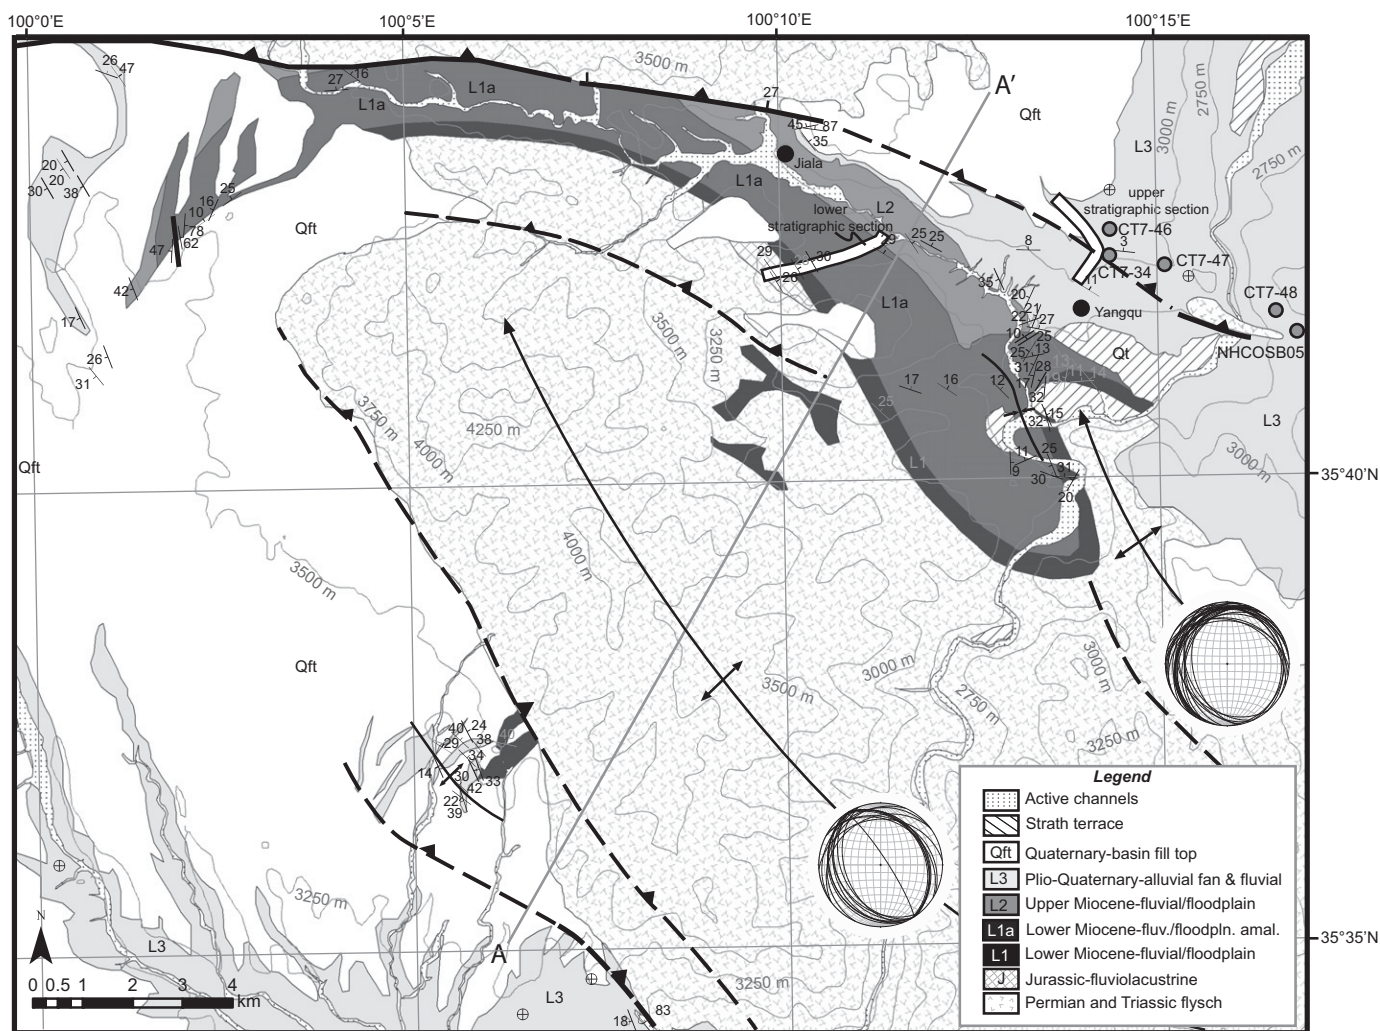 100°0'E
100°5'E
100°10'E
100°15'E
26
47
27
16
L1a
L1a
3500 m
27
A'
45
87
35
Jiala
Qft
3000 m
2750 m
L3
2750 m
20
20
30
38
25
16
10
78
47
62
Qft
L1a
lower
stratigraphic section
L2
upper
stratigraphic section
CT7-46
3
CT7-34
CT7-47
CT7-48
NHCOSB05
25
25
29
8
11
29
30
26
42
17
26
31
L1a
35
20
21
22
27
Yangqu
10
25
25
13
31
28
17
Qt
13
3500 m
3250 m
17
16
12
32
15
32
25
L1
11
9
25
31
30
20
L3
3000 m
35°40'N
3750 m
4000 m
4250 m
Qft
4000 m
3500 m
Qft
3500 m
3000 m
2750 m
3000 m
3250 m
40
24
29
38
40
34
14
30
33
42
22
39
3250 m
L3
A
L3
3250 m
83
18
35°35'N
N
0 0.5 1 2 3 4
km
Legend
Active channels
Strath terrace
Qft Quaternary-basin fill top
L3 Plio-Quaternary-alluvial fan & fluvial
L2 Upper Miocene-fluvial/floodplain
L1a Lower Miocene-fluv./floodpln. amal.
L1 Lower Miocene-fluvial/floodplain
J Jurassic-fluviolacustrine
Permian and Triassic flysch